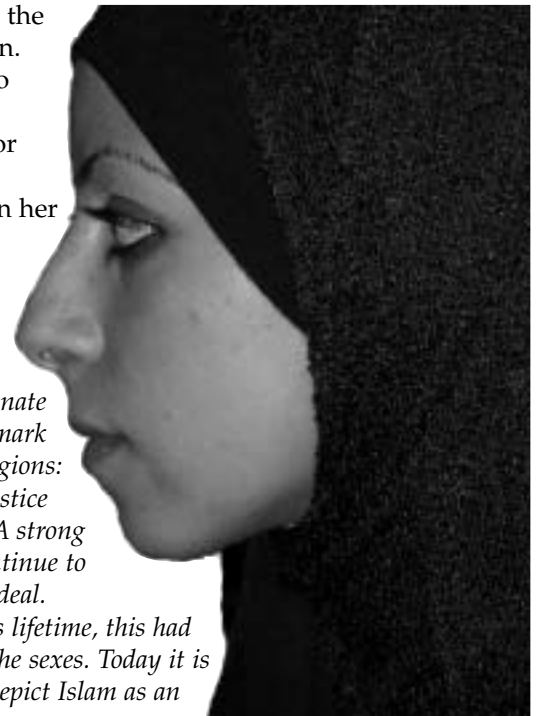 the
n.
o
or
n her
nate
mark
gions:
stice
A strong
tinue to
deal.
s lifetime, this had
he sexes. Today it is
epict Islam as an